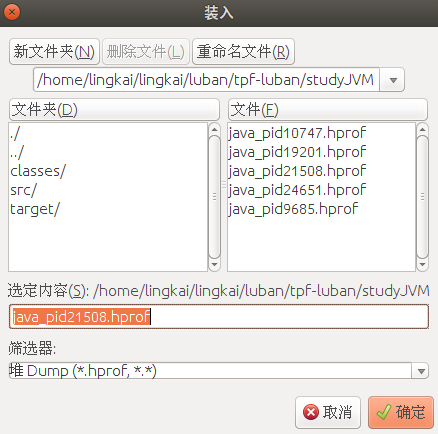 装入
新文件夹(N) 删除文件(L) 重命名文件(R)
/home/lingkai/lingkai/luban/tpf-luban/studyJVM
文件夹(D) 文件(F)
./ java_pid10747.hprof
../ java_pid19201.hprof
classes/ java_pid21508.hprof
src/ java_pid24651.hprof
target/ java_pid9685.hprof
选定内容(S): /home/lingkai/lingkai/luban/tpf-luban/studyJVM
java_pid21508.hprof
筛选器:
堆 Dump (*.hprof, *.*)
取消 确定